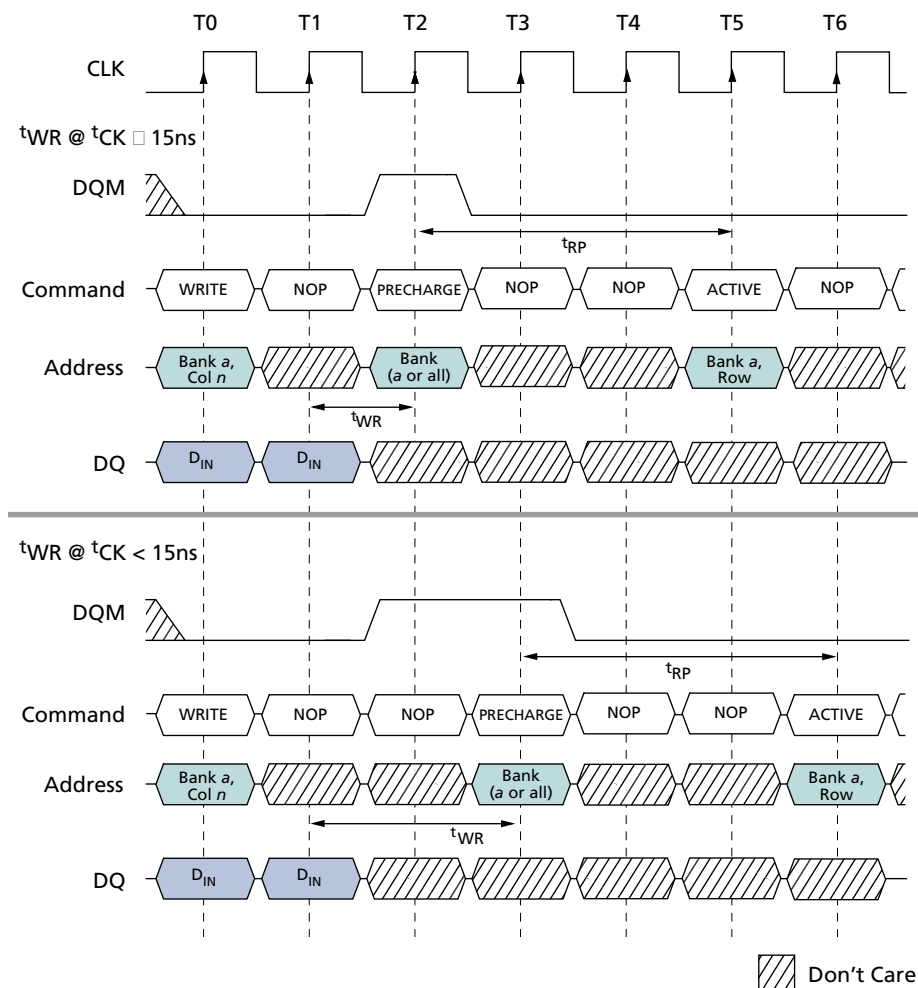 T0 T1 T2 T3 T4 T5 T6
CLK
tWR @ tCK □ 15ns
DQM
tRP
Command WRITE NOP PRECHARGE NOP NOP ACTIVE NOP
Address Bank a, Col n Bank (a or all) Bank a, Row
tWR
DQ DIN DIN
tWR @ tCK < 15ns
DQM
tRP
Command WRITE NOP NOP PRECHARGE NOP NOP ACTIVE
Address Bank a, Col n Bank (a or all) Bank a, Row
tWR
DQ DIN DIN
Don't Care